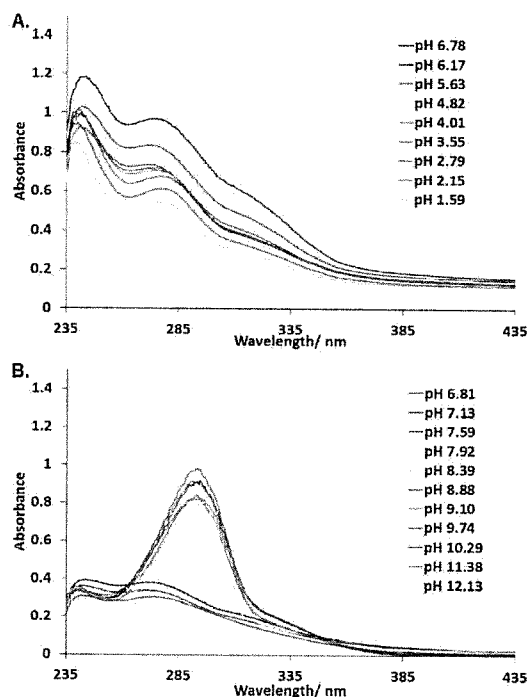 A.
1.4
1.2
1
0.8
0.6
0.4
0.2
0
Absorbance
235 285 335 385 435
Wavelength/ nm
pH 6.78
pH 6.17
pH 5.63
pH 4.82
pH 4.01
pH 3.55
pH 2.79
pH 2.15
pH 1.59
B.
1.4
1.2
1
0.8
0.6
0.4
0.2
0
Absorbance
235 285 335 385 435
Wavelength/ nm
pH 6.81
pH 7.13
pH 7.59
pH 7.92
pH 8.39
pH 8.88
pH 9.10
pH 9.74
pH 10.29
pH 11.38
pH 12.13